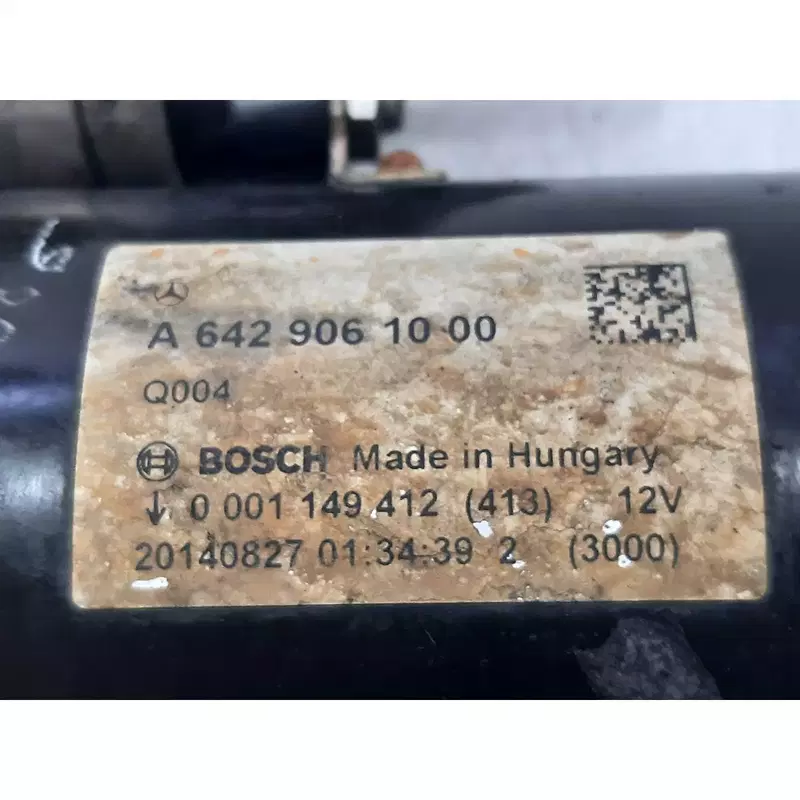 A 642 906 10 00
Q004
BOSCH Made in Hungary
↓ 0 001 149 412 (413) 12V
20140827 01:34:39 2 (3000)